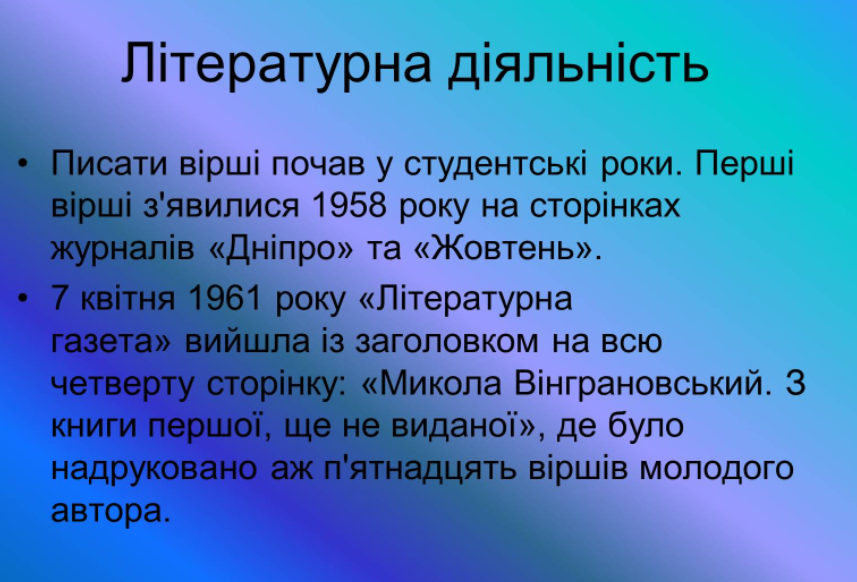 Літературна діяльність
• Писати вірші почав у студентські роки. Перші
вірші з'явилися 1958 року на сторінках
журналів «Дніпро» та «Жовтень».
• 7 квітня 1961 року «Літературна
газета» вийшла із заголовком на всю
четверту сторінку: «Микола Вінграновський. З
книги першої, ще не виданої», де було
надруковано аж п'ятнадцять віршів молодого
автора.